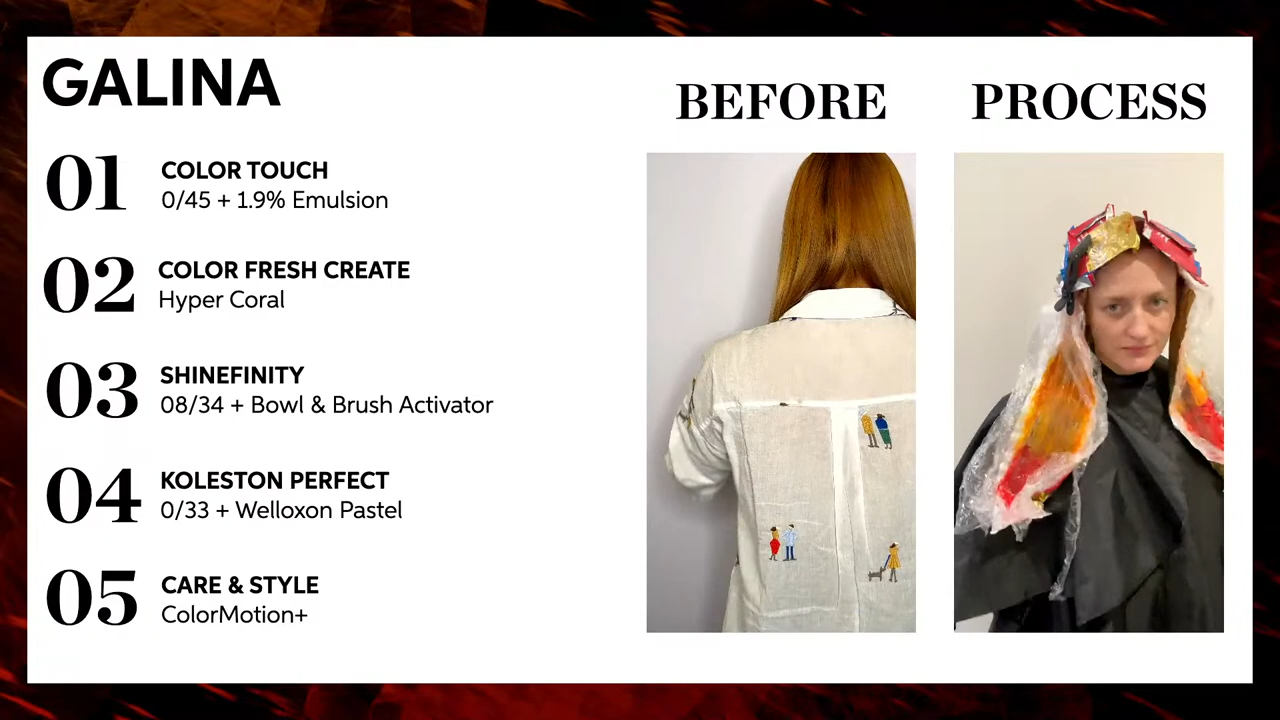 GALINA
01
COLOR TOUCH
0/45 + 1.9% Emulsion
02
COLOR FRESH CREATE
Hyper Coral
03
SHINEFINITY
08/34 + Bowl & Brush Activator
04
KOLESTON PERFECT
0/33 + Welloxon Pastel
05
CARE & STYLE
ColorMotion+
BEFORE
PROCESS